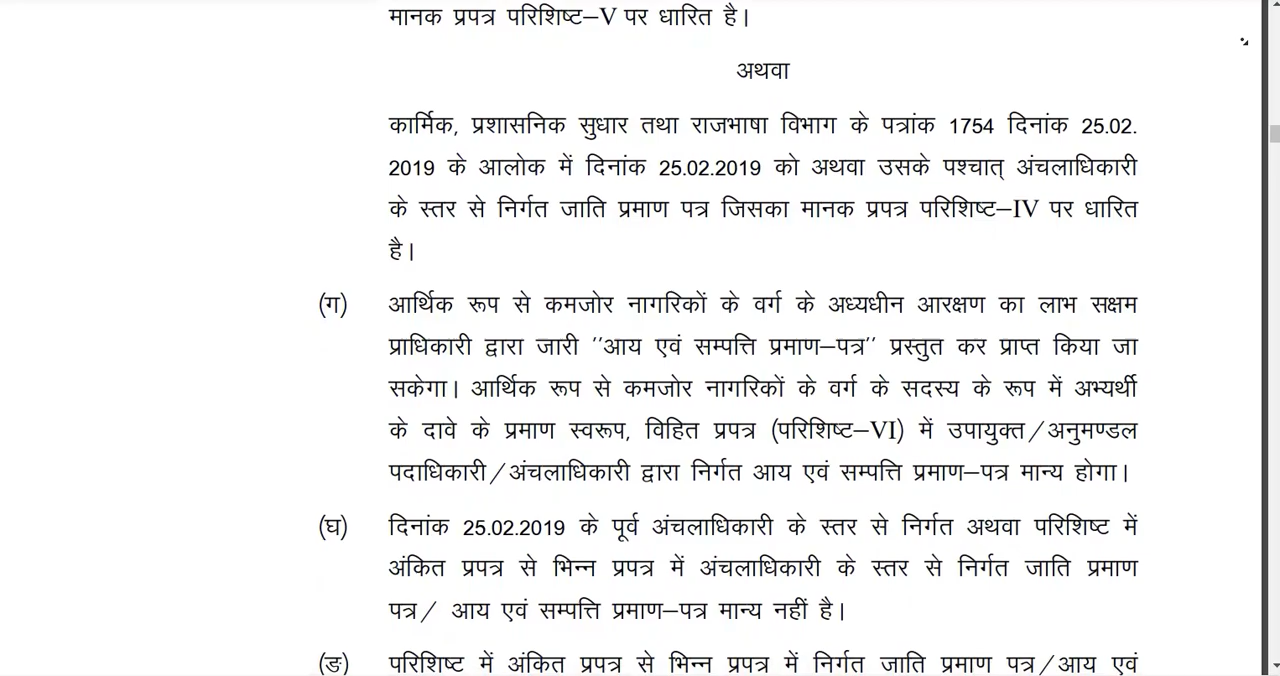 मानक प्रपत्र परिशिष्ट–V पर धारित है।
अथवा
कार्मिक, प्रशासनिक सुधार तथा राजभाषा विभाग के पत्रांक 1754 दिनांक 25.02.
2019 के आलोक में दिनांक 25.02.2019 को अथवा उसके पश्चात् अंचलाधिकारी
के स्तर से निर्गत जाति प्रमाण पत्र जिसका मानक प्रपत्र परिशिष्ट–IV पर धारित
है।
(ग) आर्थिक रूप से कमजोर नागरिकों के वर्ग के अध्यधीन आरक्षण का लाभ सक्षम
प्राधिकारी द्वारा जारी ''आय एवं सम्पत्ति प्रमाण–पत्र'' प्रस्तुत कर प्राप्त किया जा
सकेगा। आर्थिक रूप से कमजोर नागरिकों के वर्ग के सदस्य के रूप में अभ्यर्थी
के दावे के प्रमाण स्वरूप, विहित प्रपत्र (परिशिष्ट–VI) में उपायुक्त/अनुमण्डल
पदाधिकारी/अंचलाधिकारी द्वारा निर्गत आय एवं सम्पत्ति प्रमाण–पत्र मान्य होगा।
(घ) दिनांक 25.02.2019 के पूर्व अंचलाधिकारी के स्तर से निर्गत अथवा परिशिष्ट में
अंकित प्रपत्र से भिन्न प्रपत्र में अंचलाधिकारी के स्तर से निर्गत जाति प्रमाण
पत्र/ आय एवं सम्पत्ति प्रमाण–पत्र मान्य नहीं है।
(ङ) परिशिष्ट में अंकित प्रपत्र से भिन्न प्रपत्र में निर्गत जाति प्रमाण पत्र/आय एवं